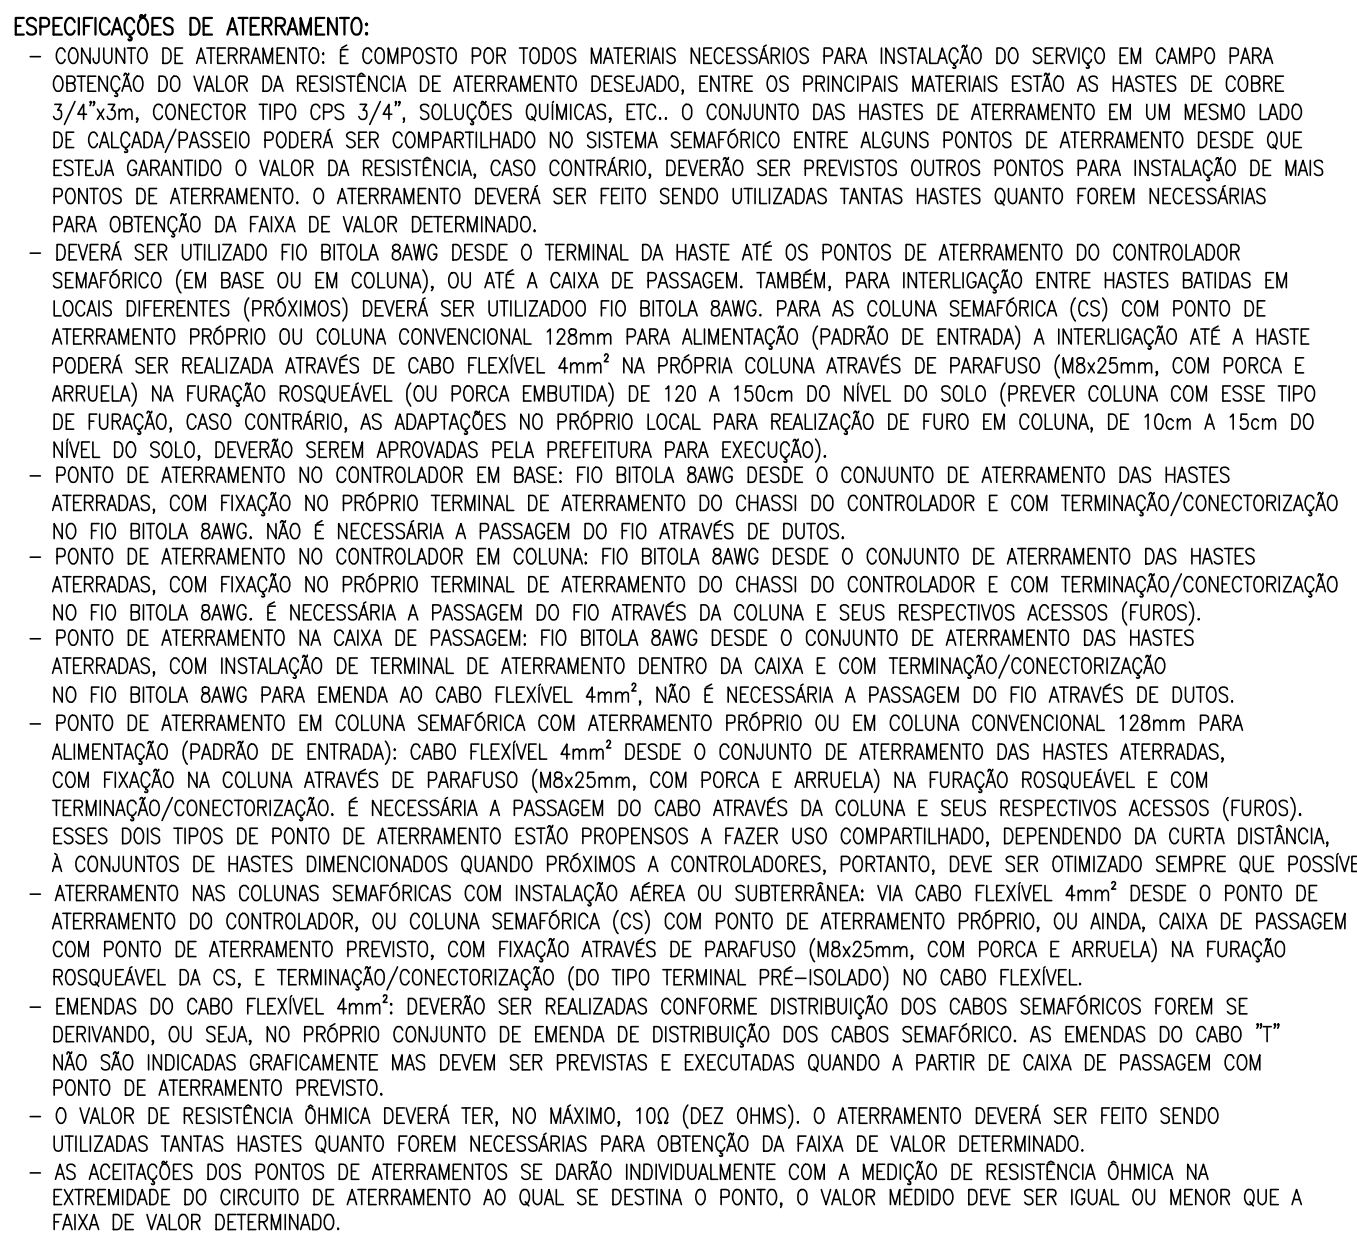 ESPECIFICAÇÕES DE ATERRAMENTO:
– CONJUNTO DE ATERRAMENTO: É COMPOSTO POR TODOS MATERIAIS NECESSÁRIOS PARA INSTALAÇÃO DO SERVIÇO EM CAMPO PARA
OBTENÇÃO DO VALOR DA RESISTÊNCIA DE ATERRAMENTO DESEJADO, ENTRE OS PRINCIPAIS MATERIAIS ESTÃO AS HASTES DE COBRE
3/4"x3m, CONECTOR TIPO CPS 3/4", SOLUÇÕES QUÍMICAS, ETC.. O CONJUNTO DAS HASTES DE ATERRAMENTO EM UM MESMO LADO
DE CALÇADA/PASSEIO PODERÁ SER COMPARTILHADO NO SISTEMA SEMAFÓRICO ENTRE ALGUNS PONTOS DE ATERRAMENTO DESDE QUE
ESTEJA GARANTIDO O VALOR DA RESISTÊNCIA, CASO CONTRÁRIO, DEVERÃO SER PREVISTOS OUTROS PONTOS PARA INSTALAÇÃO DE MAIS
PONTOS DE ATERRAMENTO. O ATERRAMENTO DEVERÁ SER FEITO SENDO UTILIZADAS TANTAS HASTES QUANTO FOREM NECESSÁRIAS
PARA OBTENÇÃO DA FAIXA DE VALOR DETERMINADO.
– DEVERÁ SER UTILIZADO FIO BITOLA 8AWG DESDE O TERMINAL DA HASTE ATÉ OS PONTOS DE ATERRAMENTO DO CONTROLADOR
SEMAFÓRICO (EM BASE OU EM COLUNA), OU ATÉ A CAIXA DE PASSAGEM. TAMBÉM, PARA INTERLIGAÇÃO ENTRE HASTES BATIDAS EM
LOCAIS DIFERENTES (PRÓXIMOS) DEVERÁ SER UTILIZADOO FIO BITOLA 8AWG. PARA AS COLUNA SEMAFÓRICA (CS) COM PONTO DE
ATERRAMENTO PRÓPRIO OU COLUNA CONVENCIONAL 128mm PARA ALIMENTAÇÃO (PADRÃO DE ENTRADA) A INTERLIGAÇÃO ATÉ A HASTE
PODERÁ SER REALIZADA ATRAVÉS DE CABO FLEXÍVEL 4mm² NA PRÓPRIA COLUNA ATRAVÉS DE PARAFUSO (M8x25mm, COM PORCA E
ARRUELA) NA FURAÇÃO ROSQUEÁVEL (OU PORCA EMBUTIDA) DE 120 A 150cm DO NÍVEL DO SOLO (PREVER COLUNA COM ESSE TIPO
DE FURAÇÃO, CASO CONTRÁRIO, AS ADAPTAÇÕES NO PRÓPRIO LOCAL PARA REALIZAÇÃO DE FURO EM COLUNA, DE 10cm A 15cm DO
NÍVEL DO SOLO, DEVERÃO SEREM APROVADAS PELA PREFEITURA PARA EXECUÇÃO).
– PONTO DE ATERRAMENTO NO CONTROLADOR EM BASE: FIO BITOLA 8AWG DESDE O CONJUNTO DE ATERRAMENTO DAS HASTES
ATERRADAS, COM FIXAÇÃO NO PRÓPRIO TERMINAL DE ATERRAMENTO DO CHASSI DO CONTROLADOR E COM TERMINAÇÃO/CONECTORIZAÇÃO
NO FIO BITOLA 8AWG. NÃO É NECESSÁRIA A PASSAGEM DO FIO ATRAVÉS DE DUTOS.
– PONTO DE ATERRAMENTO NO CONTROLADOR EM COLUNA: FIO BITOLA 8AWG DESDE O CONJUNTO DE ATERRAMENTO DAS HASTES
ATERRADAS, COM FIXAÇÃO NO PRÓPRIO TERMINAL DE ATERRAMENTO DO CHASSI DO CONTROLADOR E COM TERMINAÇÃO/CONECTORIZAÇÃO
NO FIO BITOLA 8AWG. É NECESSÁRIA A PASSAGEM DO FIO ATRAVÉS DA COLUNA E SEUS RESPECTIVOS ACESSOS (FUROS).
– PONTO DE ATERRAMENTO NA CAIXA DE PASSAGEM: FIO BITOLA 8AWG DESDE O CONJUNTO DE ATERRAMENTO DAS HASTES
ATERRADAS, COM INSTALAÇÃO DE TERMINAL DE ATERRAMENTO DENTRO DA CAIXA E COM TERMINAÇÃO/CONECTORIZAÇÃO
NO FIO BITOLA 8AWG PARA EMENDA AO CABO FLEXÍVEL 4mm², NÃO É NECESSÁRIA A PASSAGEM DO FIO ATRAVÉS DE DUTOS.
– PONTO DE ATERRAMENTO EM COLUNA SEMAFÓRICA COM ATERRAMENTO PRÓPRIO OU EM COLUNA CONVENCIONAL 128mm PARA
ALIMENTAÇÃO (PADRÃO DE ENTRADA): CABO FLEXÍVEL 4mm² DESDE O CONJUNTO DE ATERRAMENTO DAS HASTES ATERRADAS,
COM FIXAÇÃO NA COLUNA ATRAVÉS DE PARAFUSO (M8x25mm, COM PORCA E ARRUELA) NA FURAÇÃO ROSQUEÁVEL E COM
TERMINAÇÃO/CONECTORIZAÇÃO. É NECESSÁRIA A PASSAGEM DO CABO ATRAVÉS DA COLUNA E SEUS RESPECTIVOS ACESSOS (FUROS).
ESSES DOIS TIPOS DE PONTO DE ATERRAMENTO ESTÃO PROPENSOS A FAZER USO COMPARTILHADO, DEPENDENDO DA CURTA DISTÂNCIA,
À CONJUNTOS DE HASTES DIMENCIONADOS QUANDO PRÓXIMOS A CONTROLADORES, PORTANTO, DEVE SER OTIMIZADO SEMPRE QUE POSSÍVE
– ATERRAMENTO NAS COLUNAS SEMAFÓRICAS COM INSTALAÇÃO AÉREA OU SUBTERRÂNEA: VIA CABO FLEXÍVEL 4mm² DESDE O PONTO DE
ATERRAMENTO DO CONTROLADOR, OU COLUNA SEMAFÓRICA (CS) COM PONTO DE ATERRAMENTO PRÓPRIO, OU AINDA, CAIXA DE PASSAGEM
COM PONTO DE ATERRAMENTO PREVISTO, COM FIXAÇÃO ATRAVÉS DE PARAFUSO (M8x25mm, COM PORCA E ARRUELA) NA FURAÇÃO
ROSQUEÁVEL DA CS, E TERMINAÇÃO/CONECTORIZAÇÃO (DO TIPO TERMINAL PRÉ–ISOLADO) NO CABO FLEXÍVEL.
– EMENDAS DO CABO FLEXÍVEL 4mm²: DEVERÃO SER REALIZADAS CONFORME DISTRIBUIÇÃO DOS CABOS SEMAFÓRICOS FOREM SE
DERIVANDO, OU SEJA, NO PRÓPRIO CONJUNTO DE EMENDA DE DISTRIBUIÇÃO DOS CABOS SEMAFÓRICO. AS EMENDAS DO CABO "T"
NÃO SÃO INDICADAS GRAFICAMENTE MAS DEVEM SER PREVISTAS E EXECUTADAS QUANDO A PARTIR DE CAIXA DE PASSAGEM COM
PONTO DE ATERRAMENTO PREVISTO.
– O VALOR DE RESISTÊNCIA ÔHMICA DEVERÁ TER, NO MÁXIMO, 10Ω (DEZ OHMS). O ATERRAMENTO DEVERÁ SER FEITO SENDO
UTILIZADAS TANTAS HASTES QUANTO FOREM NECESSÁRIAS PARA OBTENÇÃO DA FAIXA DE VALOR DETERMINADO.
– AS ACEITAÇÕES DOS PONTOS DE ATERRAMENTOS SE DARÃO INDIVIDUALMENTE COM A MEDIÇÃO DE RESISTÊNCIA ÔHMICA NA
EXTREMIDADE DO CIRCUITO DE ATERRAMENTO AO QUAL SE DESTINA O PONTO, O VALOR MEDIDO DEVE SER IGUAL OU MENOR QUE A
FAIXA DE VALOR DETERMINADO.